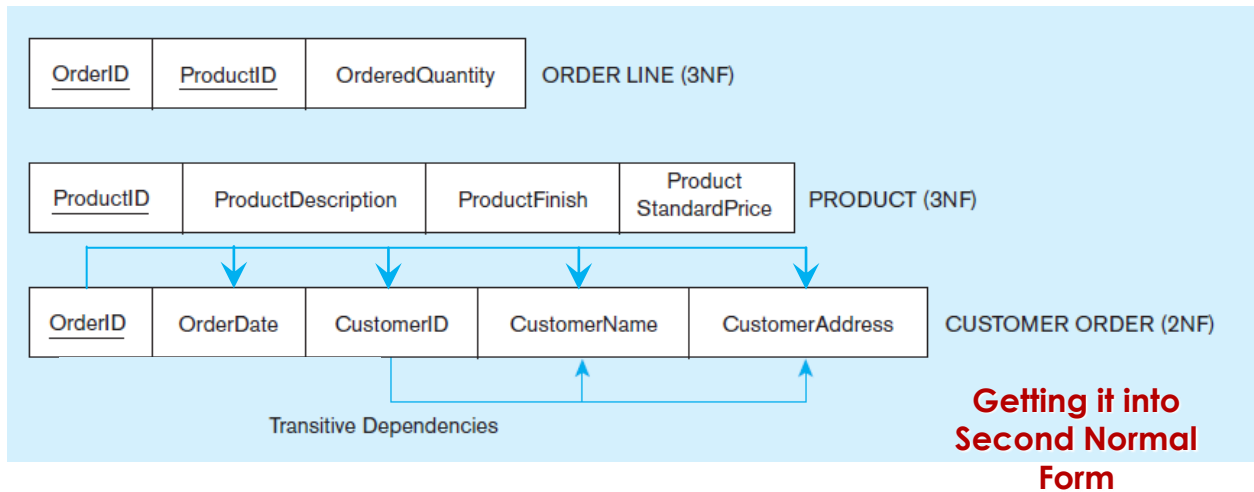 OrderID ProductID OrderedQuantity ORDER LINE (3NF)
ProductID ProductDescription ProductFinish Product StandardPrice PRODUCT (3NF)
OrderID OrderDate CustomerID CustomerName CustomerAddress CUSTOMER ORDER (2NF)
Transitive Dependencies
Getting it into
Second Normal
Form